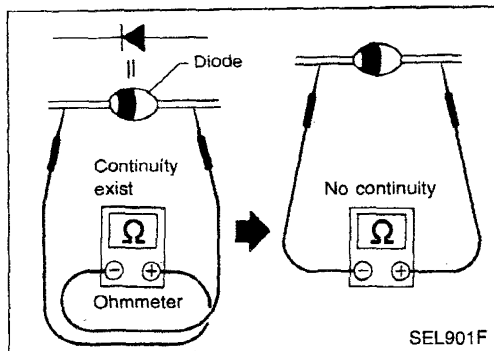 Diode
Continuity
exist
Ω
− +
Ohmmeter
No continuity
Ω
− +
SEL901F